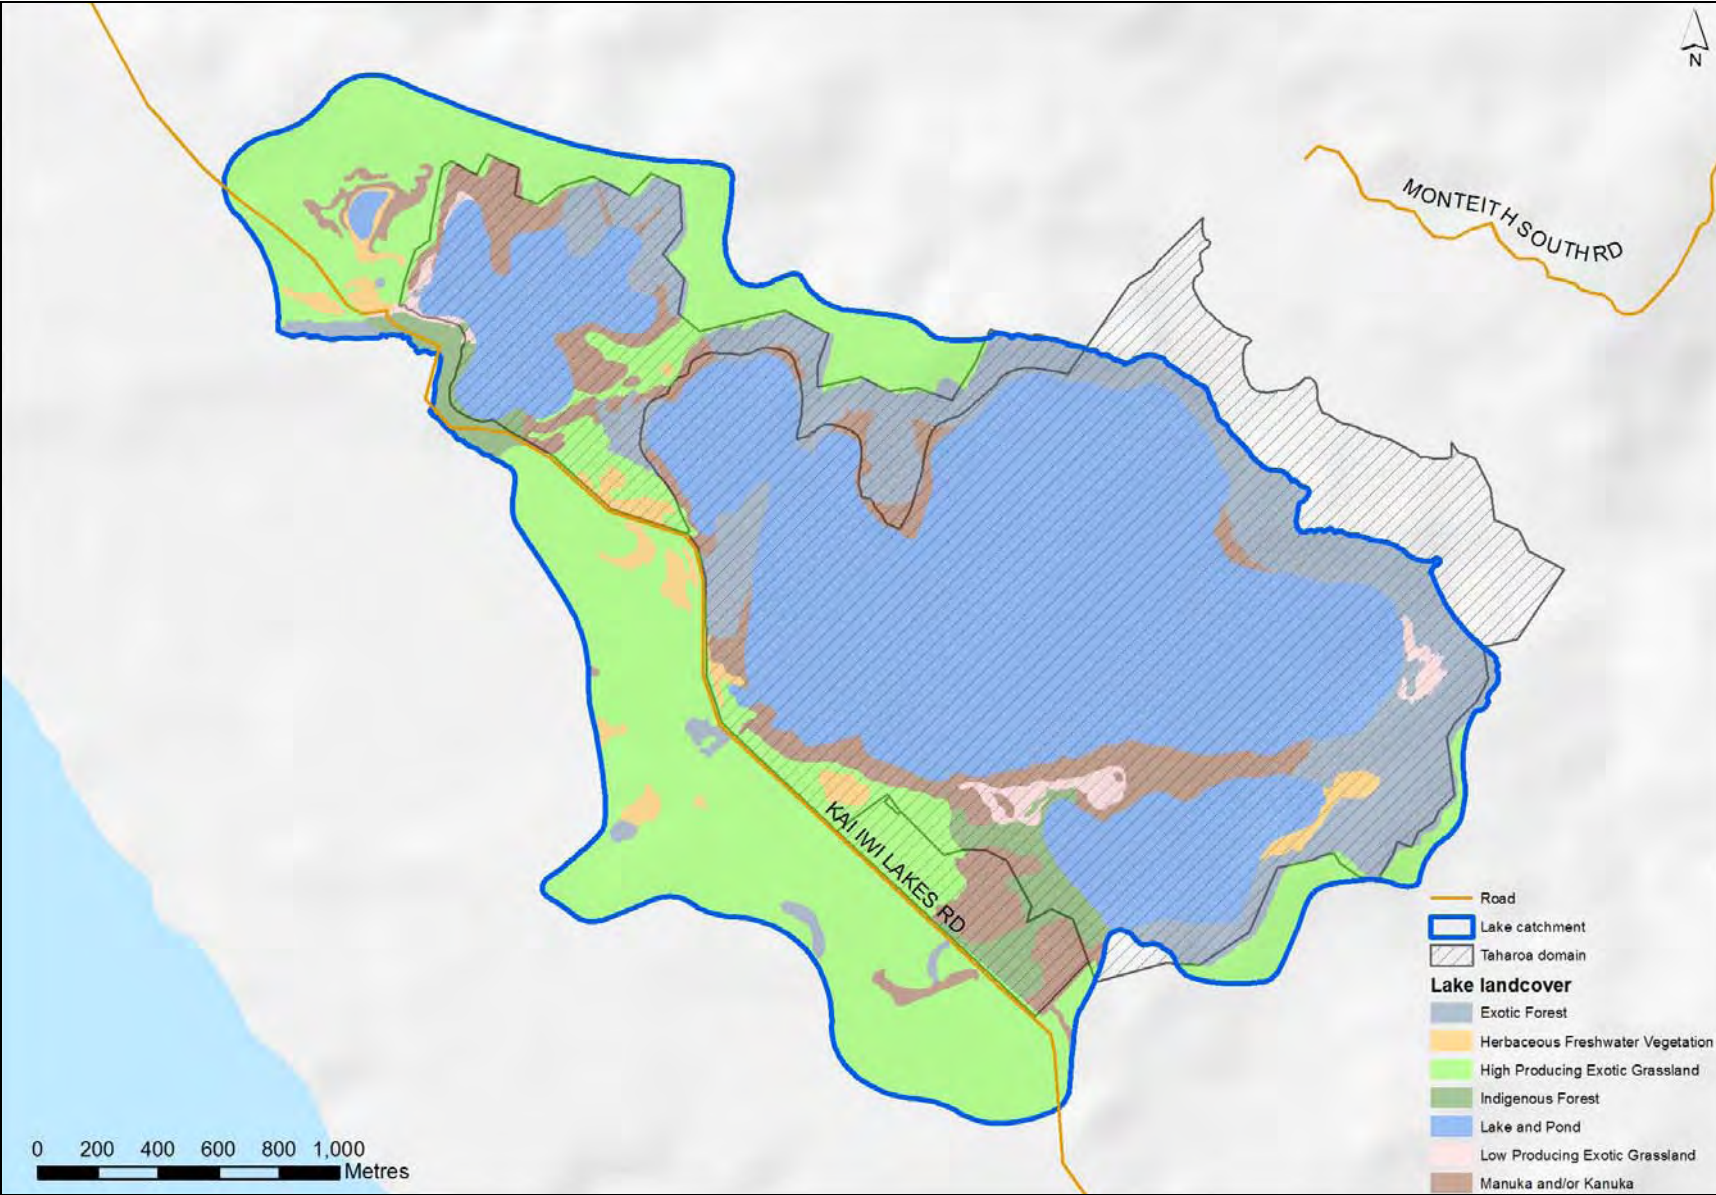 N
MONTEITH SOUTH RD
KAI IWI LAKES RD
Road
Lake catchment
Taharoa domain
Lake landcover
Exotic Forest
Herbaceous Freshwater Vegetation
High Producing Exotic Grassland
Indigenous Forest
Lake and Pond
Low Producing Exotic Grassland
Manuka and/or Kanuka
0 200 400 600 800 1,000
Metres